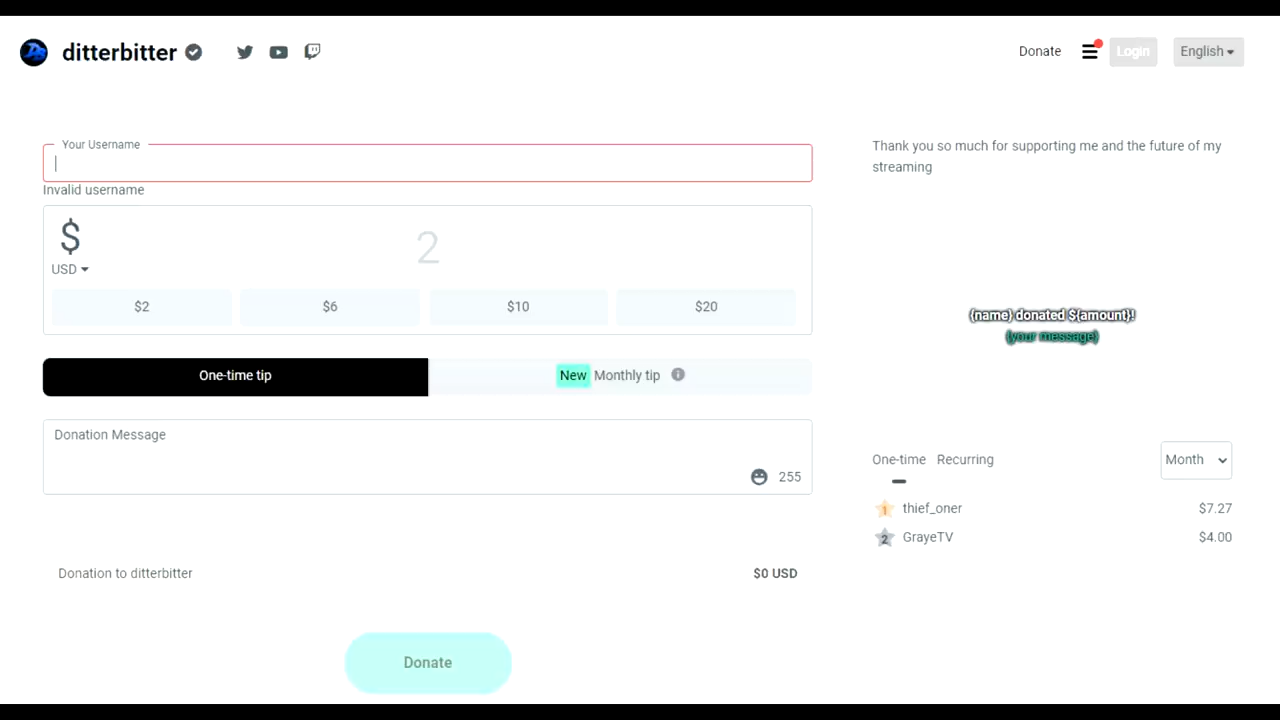 ditterbitter
Donate
Login
English
Your Username
Invalid username
$
2
USD
$2
$6
$10
$20
One-time tip
New Monthly tip
Donation Message
255
Donation to ditterbitter
$0 USD
Donate
Thank you so much for supporting me and the future of my
streaming
{name} donated ${amount}!
{your message}
One-time Recurring
Month
1 thief_oner $7.27
2 GrayeTV $4.00